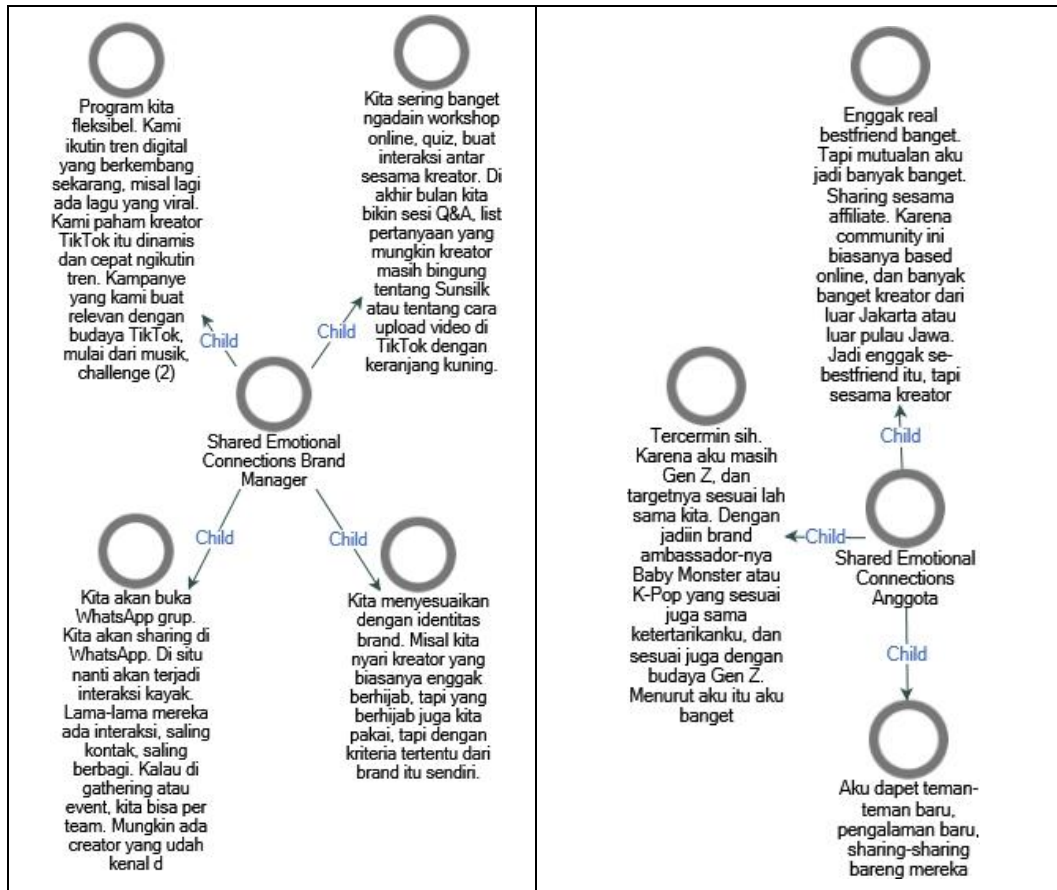 Program kita
fleksibel. Kami
ikutin tren digital
yang berkembang
sekarang, misal lagi
ada lagu yang viral.
Kami paham kreator
TikTok itu dinamis
dan cepat ngikutin
tren. Kampanye
yang kami buat
relevan dengan
budaya TikTok,
mulai dari musik,
challenge (2)
Kita sering banget
ngadain workshop
online, quiz, buat
interaksi antar
sesama kreator. Di
akhir bulan kita
bikin sesi Q&A, list
pertanyaan yang
mungkin kreator
masih bingung
tentang Sunsilk
atau tentang cara
upload video di
TikTok dengan
keranjang kuning.
Child
Child
Shared Emotional
Connections Brand
Manager
Child
Child
Kita akan buka
WhatsApp grup.
Kita akan sharing di
WhatsApp. Di situ
nanti akan terjadi
interaksi kayak.
Lama-lama mereka
ada interaksi, saling
kontak, saling
berbagi. Kalau di
gathering atau
event, kita bisa per
team. Mungkin ada
creator yang udah
kenal d
Kita menyesuaikan
dengan identitas
brand. Misal kita
nyari kreator yang
biasanya enggak
berhijab, tapi yang
berhijab juga kita
pakai, tapi dengan
kriteria tertentu dari
brand itu sendiri.
Enggak real
bestfriend banget.
Tapi mutualan aku
jadi banyak banget.
Sharing sesama
affiliate. Karena
community ini
biasanya based
online, dan banyak
banget kreator dari
luar Jakarta atau
luar pulau Jawa.
Jadi enggak se-
bestfriend itu, tapi
sesama kreator
Child
Tercermin sih.
Karena aku masih
Gen Z, dan
targetnya sesuai lah
sama kita. Dengan
jadiin brand
ambassador-nya
Baby Monster atau
K-Pop yang sesuai
juga sama
ketertarikanku, dan
sesuai juga dengan
budaya Gen Z.
Menurut aku itu aku
banget
Child
Shared Emotional
Connections
Anggota
Child
Aku dapet teman-
teman baru,
pengalaman baru,
sharing-sharing
bareng mereka